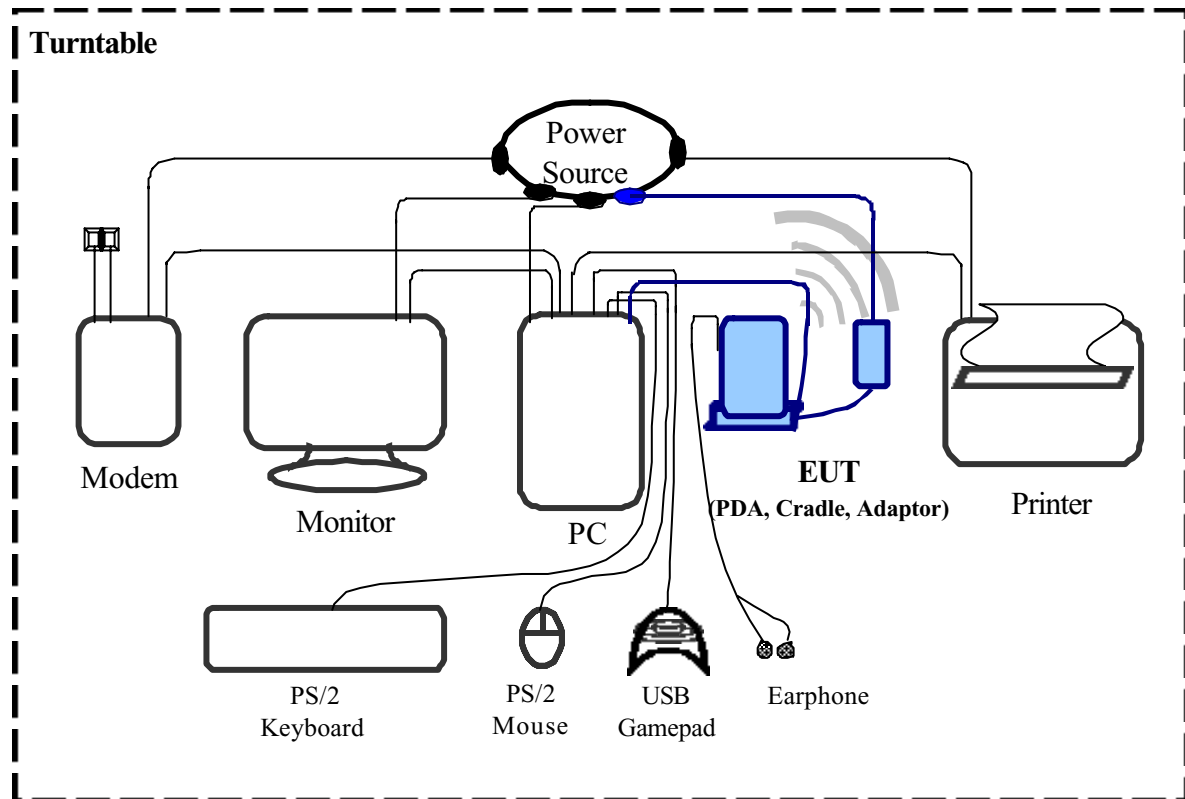 Turntable
Power
Source
Modem
Monitor
PC
EUT
(PDA, Cradle, Adaptor)
Printer
PS/2
Keyboard
PS/2
Mouse
USB
Gamepad
Earphone